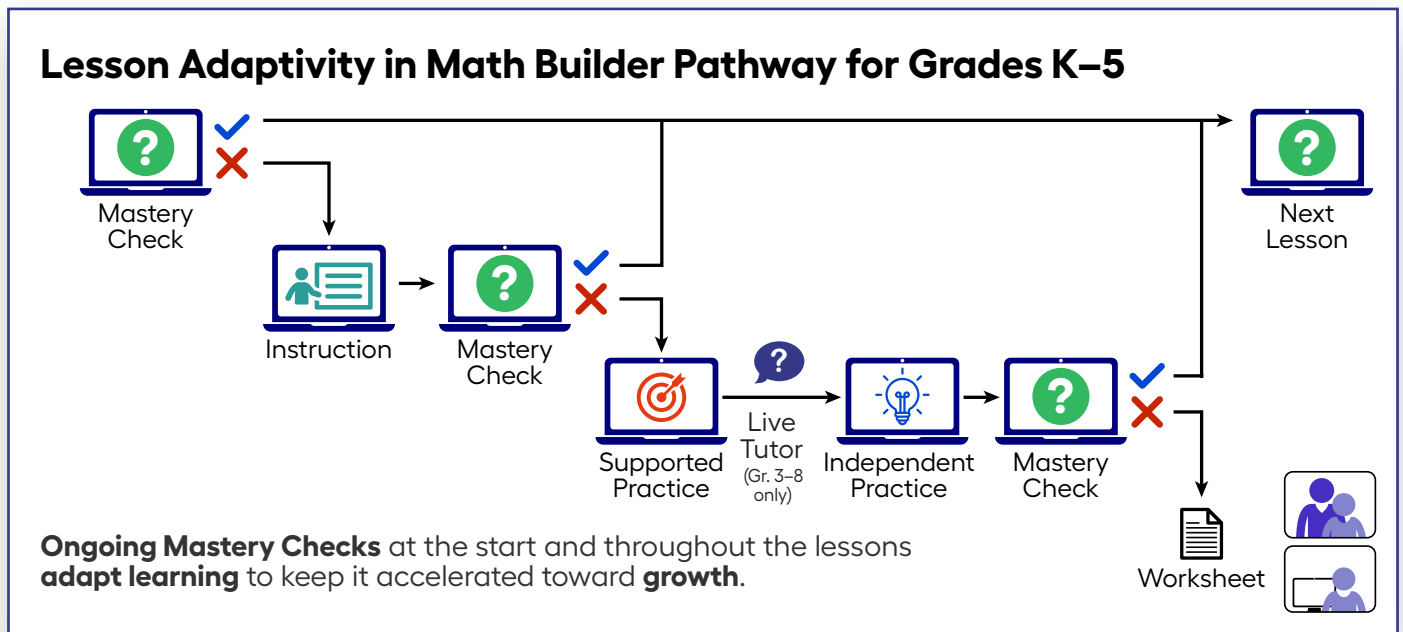 Lesson Adaptivity in Math Builder Pathway for Grades K–5
?
?
Mastery
Check
Next
Lesson
?
Instruction
Mastery
Check
?
?
Live
Tutor
(Gr. 3–8
only)
Supported
Practice
Independent
Practice
Mastery
Check
Ongoing Mastery Checks at the start and throughout the lessons
adapt learning to keep it accelerated toward growth.
Worksheet